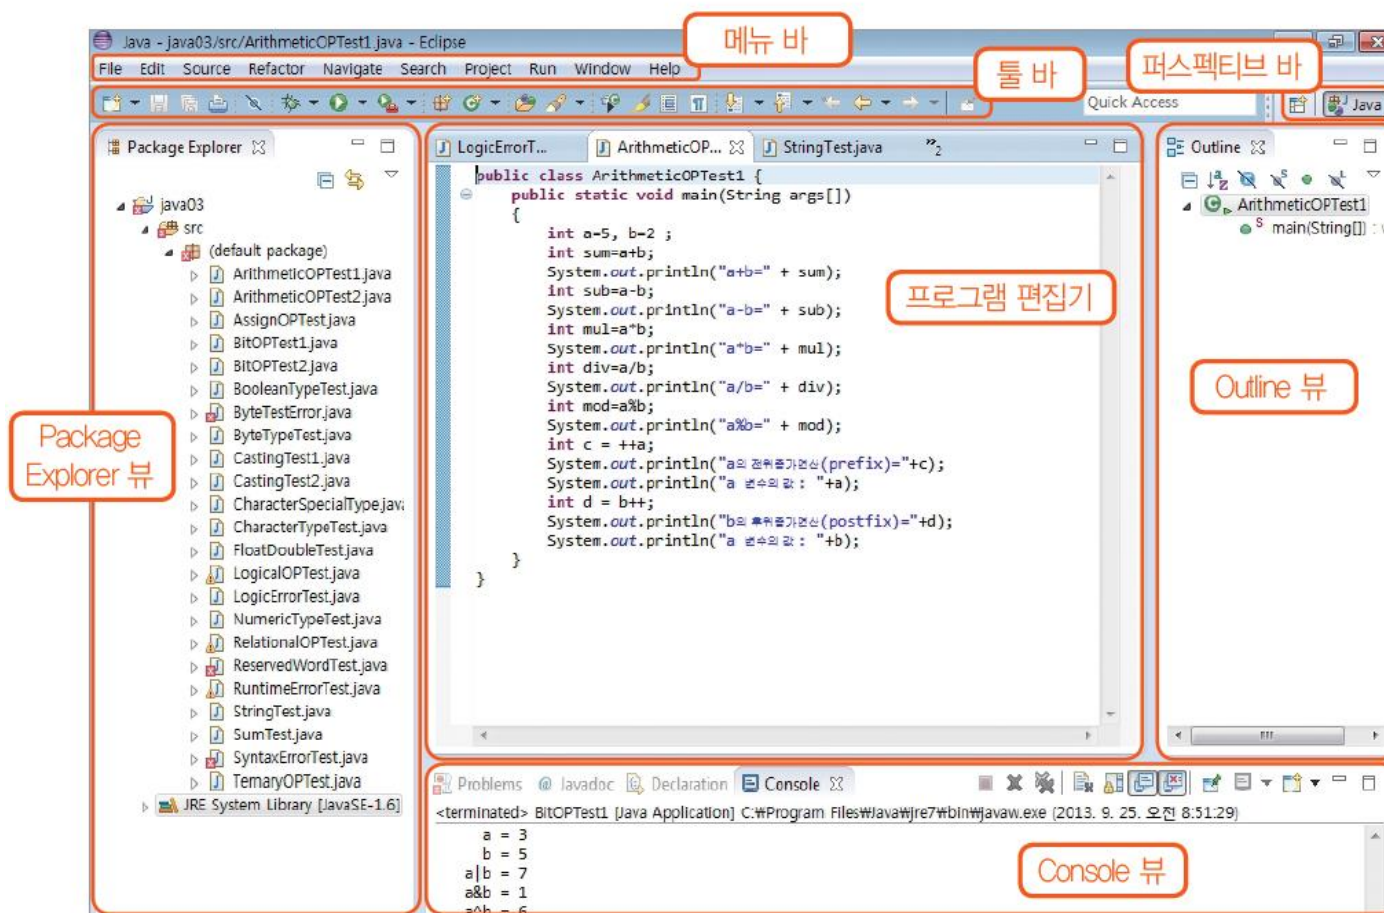 Java - java03/src/ArithmeticOPTest1.java - Eclipse
메뉴 바
File Edit Source Refactor Navigate Search Project Run Window Help
툴 바
퍼스펙티브 바
Quick Access
Java
Package Explorer
java03
src
(default package)
ArithmeticOPTest1.java
ArithmeticOPTest2.java
AssignOPTest.java
BitOPTest1.java
BitOPTest2.java
BooleanTypeTest.java
ByteTestError.java
ByteTypeTest.java
CastingTest1.java
CastingTest2.java
CharacterSpecialType.java
CharacterTypeTest.java
FloatDoubleTest.java
LogicalOPTest.java
LogicErrorTest.java
NumericTypeTest.java
RelationalOPTest.java
ReservedWordTest.java
RuntimeErrorTest.java
StringTest.java
SumTest.java
SyntaxErrorTest.java
TernaryOPTest.java
JRE System Library [JavaSE-1.6]
Package
Explorer 뷰
LogicErrorT... ArithmeticOP... StringTest.java »2
public class ArithmeticOPTest1 {
public static void main(String args[])
{
int a=5, b=2 ;
int sum=a+b;
System.out.println("a+b=" + sum);
int sub=a-b;
System.out.println("a-b=" + sub);
int mul=a*b;
System.out.println("a*b=" + mul);
int div=a/b;
System.out.println("a/b=" + div);
int mod=a%b;
System.out.println("a%b=" + mod);
int c = ++a;
System.out.println("a의 전위증가연산(prefix)="+c);
System.out.println("a 변수의 값 : "+a);
int d = b++;
System.out.println("b의 후위증가연산(postfix)="+d);
System.out.println("a 변수의 값 : "+b);
}
}
프로그램 편집기
Outline
ArithmeticOPTest1
main(String[]) :
Outline 뷰
Problems @ Javadoc Declaration Console
<terminated> BitOPTest1 [Java Application] C:₩Program Files₩Java₩jre7₩bin₩javaw.exe (2013. 9. 25. 오전 8:51:29)
a = 3
b = 5
a|b = 7
a&b = 1
a^b = 6
Console 뷰